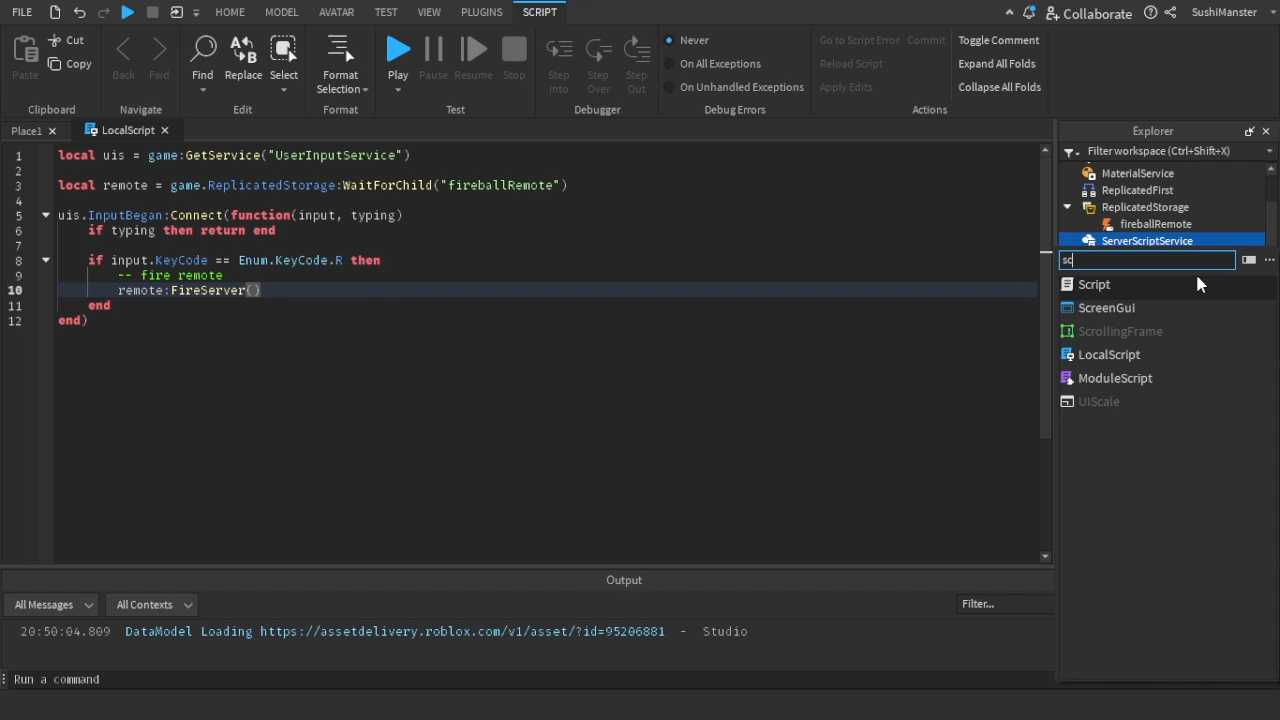 FILE HOME MODEL AVATAR TEST VIEW PLUGINS SCRIPT Collaborate SushiManster
Paste Cut Copy Back Fwd Find Replace Select Format Selection Play Pause Resume Stop Step Into Step Over Step Out Never On All Exceptions On Unhandled Exceptions Go to Script Error Commit Reload Script Apply Edits Toggle Comment Expand All Folds Collapse All Folds
Clipboard Navigate Edit Format Test Debugger Debug Errors Actions
Place1 LocalScript
1 local uis = game:GetService("UserInputService")
2
3 local remote = game.ReplicatedStorage:WaitForChild("fireballRemote")
4
5 uis.InputBegan:Connect(function(input, typing)
6 if typing then return end
7
8 if input.KeyCode == Enum.KeyCode.R then
9 -- fire remote
10 remote:FireServer()
11 end
12 end)
Explorer
Filter workspace (Ctrl+Shift+X)
MaterialService
ReplicatedFirst
ReplicatedStorage
fireballRemote
ServerScriptService
sc
Script
ScreenGui
ScrollingFrame
LocalScript
ModuleScript
UIScale
Output
All Messages All Contexts Filter...
20:50:04.809 DataModel Loading https://assetdelivery.roblox.com/v1/asset/?id=95206881 - Studio
Run a command